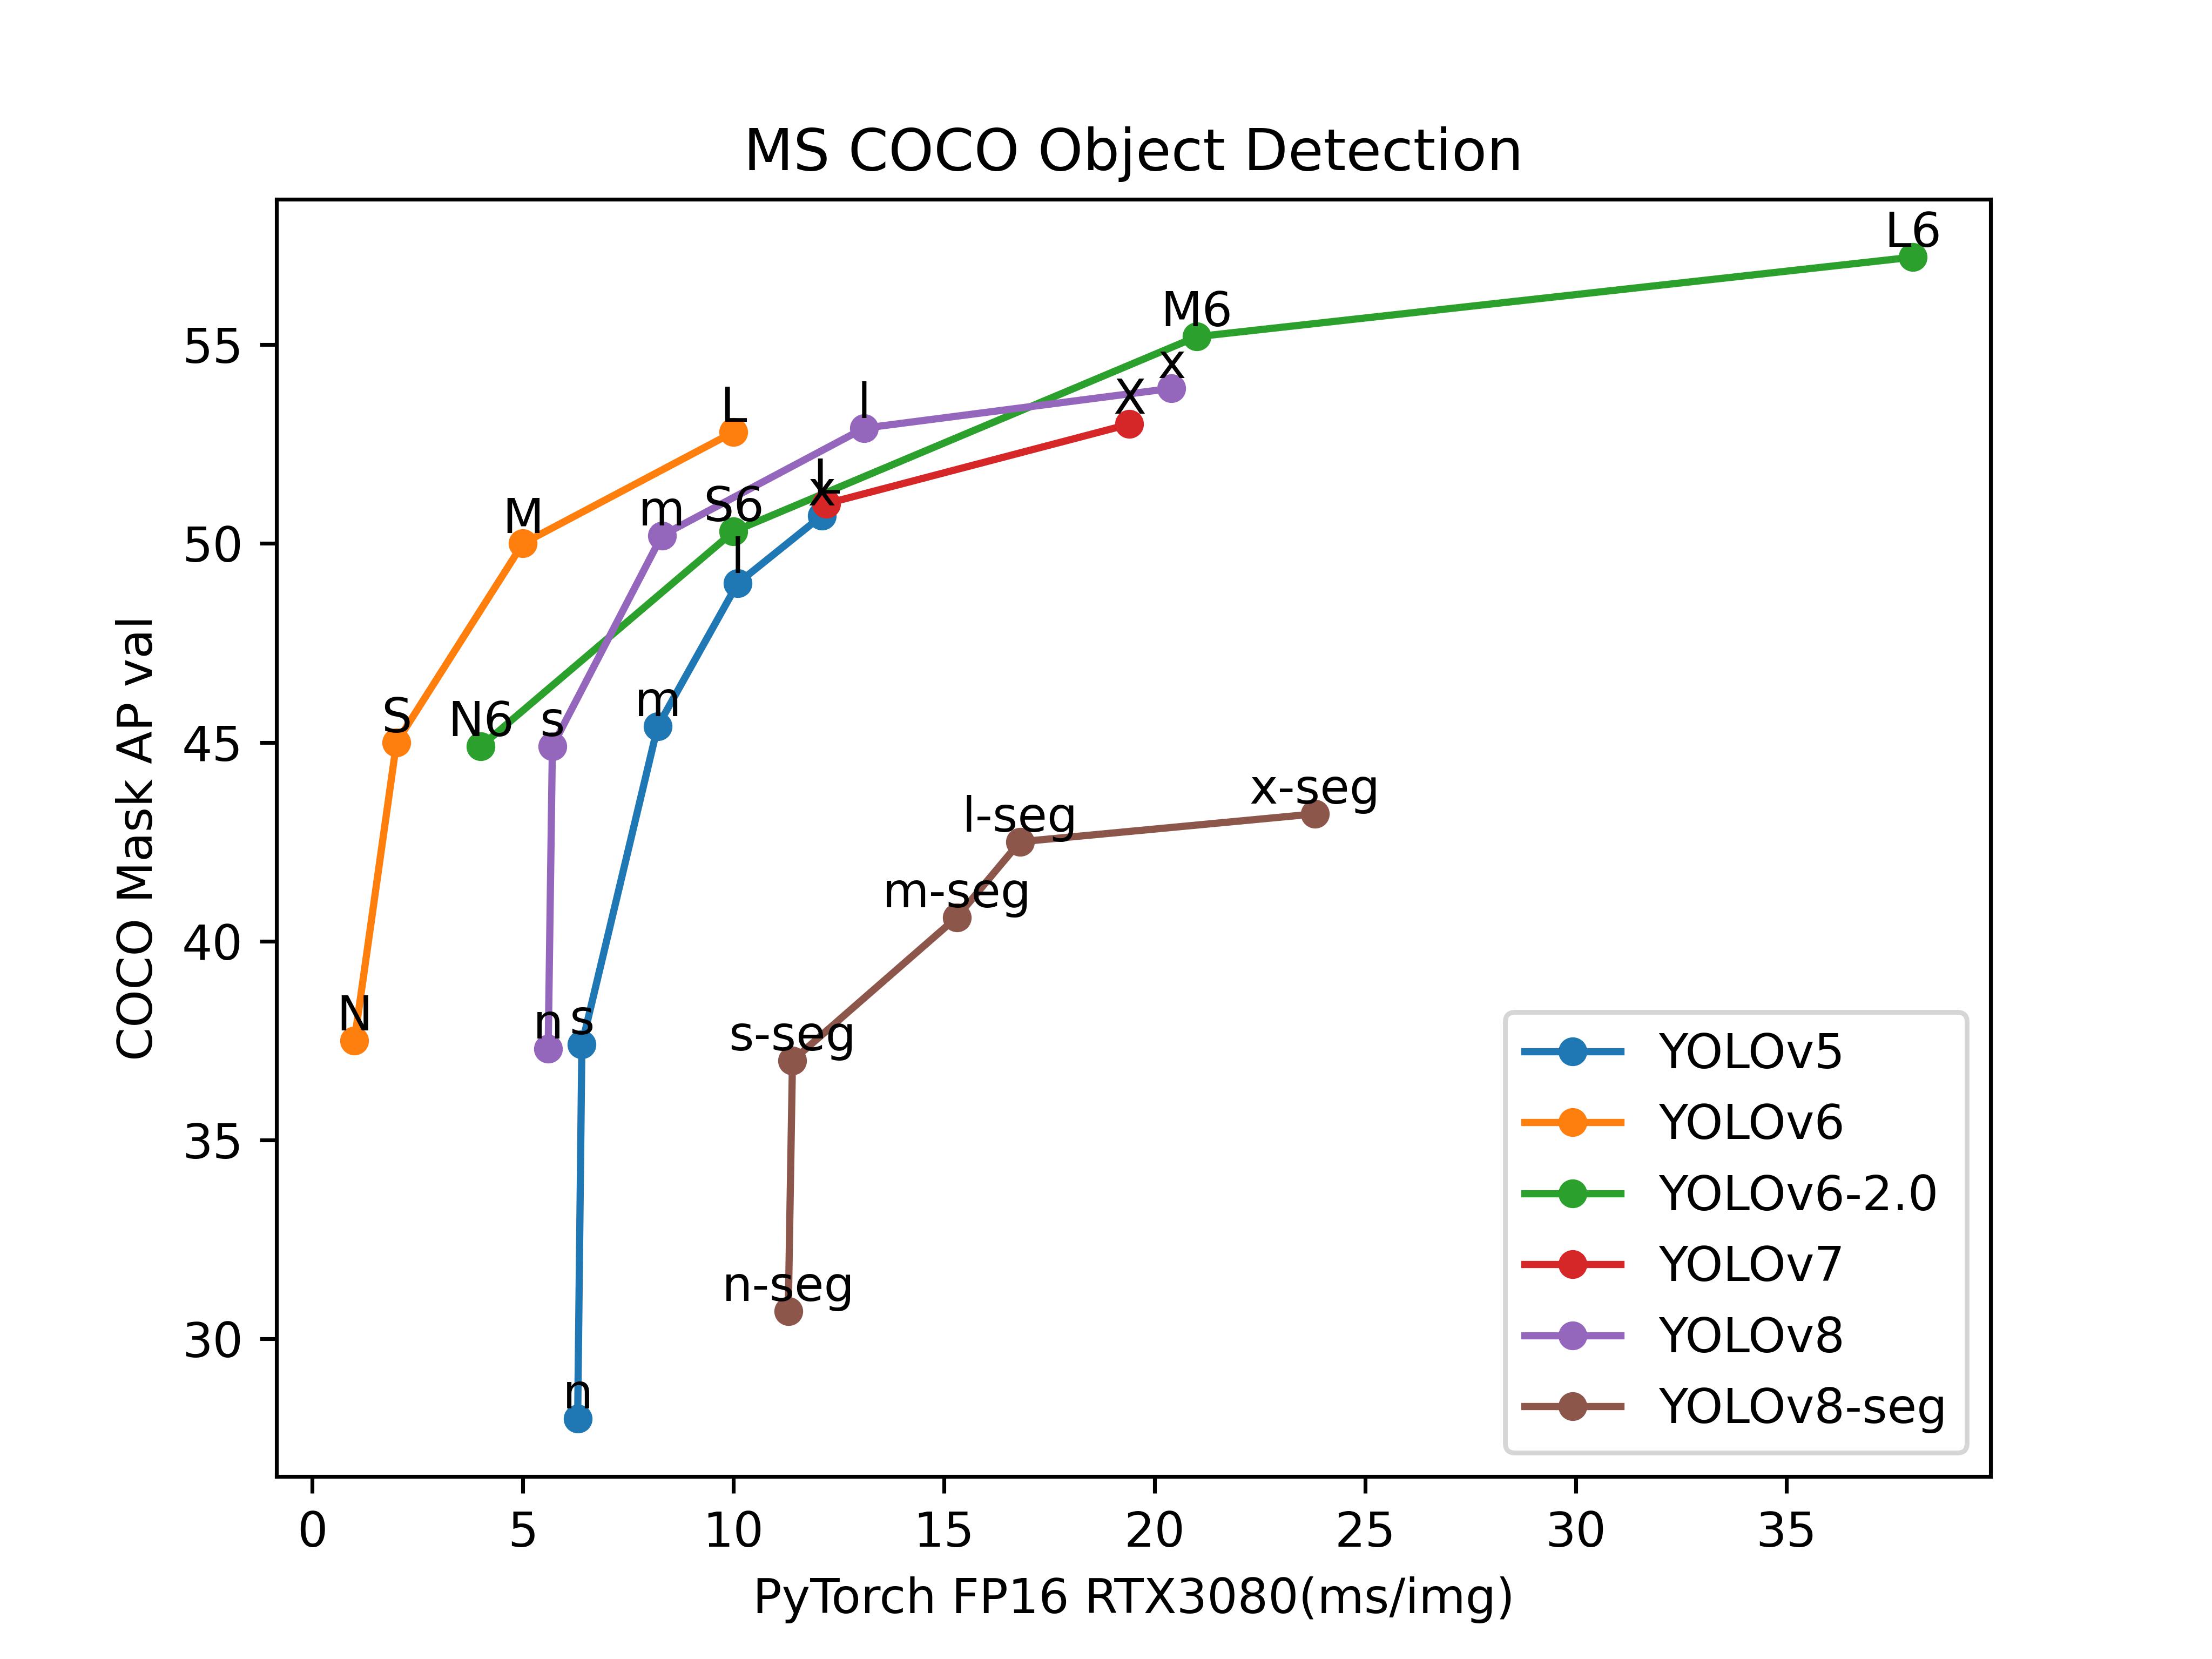 MS COCO Object Detection
L6
M6
x
X
L
l
L
x
M
m
S6
l
55
50
45
40
35
30
COCO Mask AP val
S
N6
s
m
x-seg
l-seg
m-seg
N
n
s
s-seg
n-seg
n
YOLOv5
YOLOv6
YOLOv6-2.0
YOLOv7
YOLOv8
YOLOv8-seg
0 5 10 15 20 25 30 35
PyTorch FP16 RTX3080(ms/img)